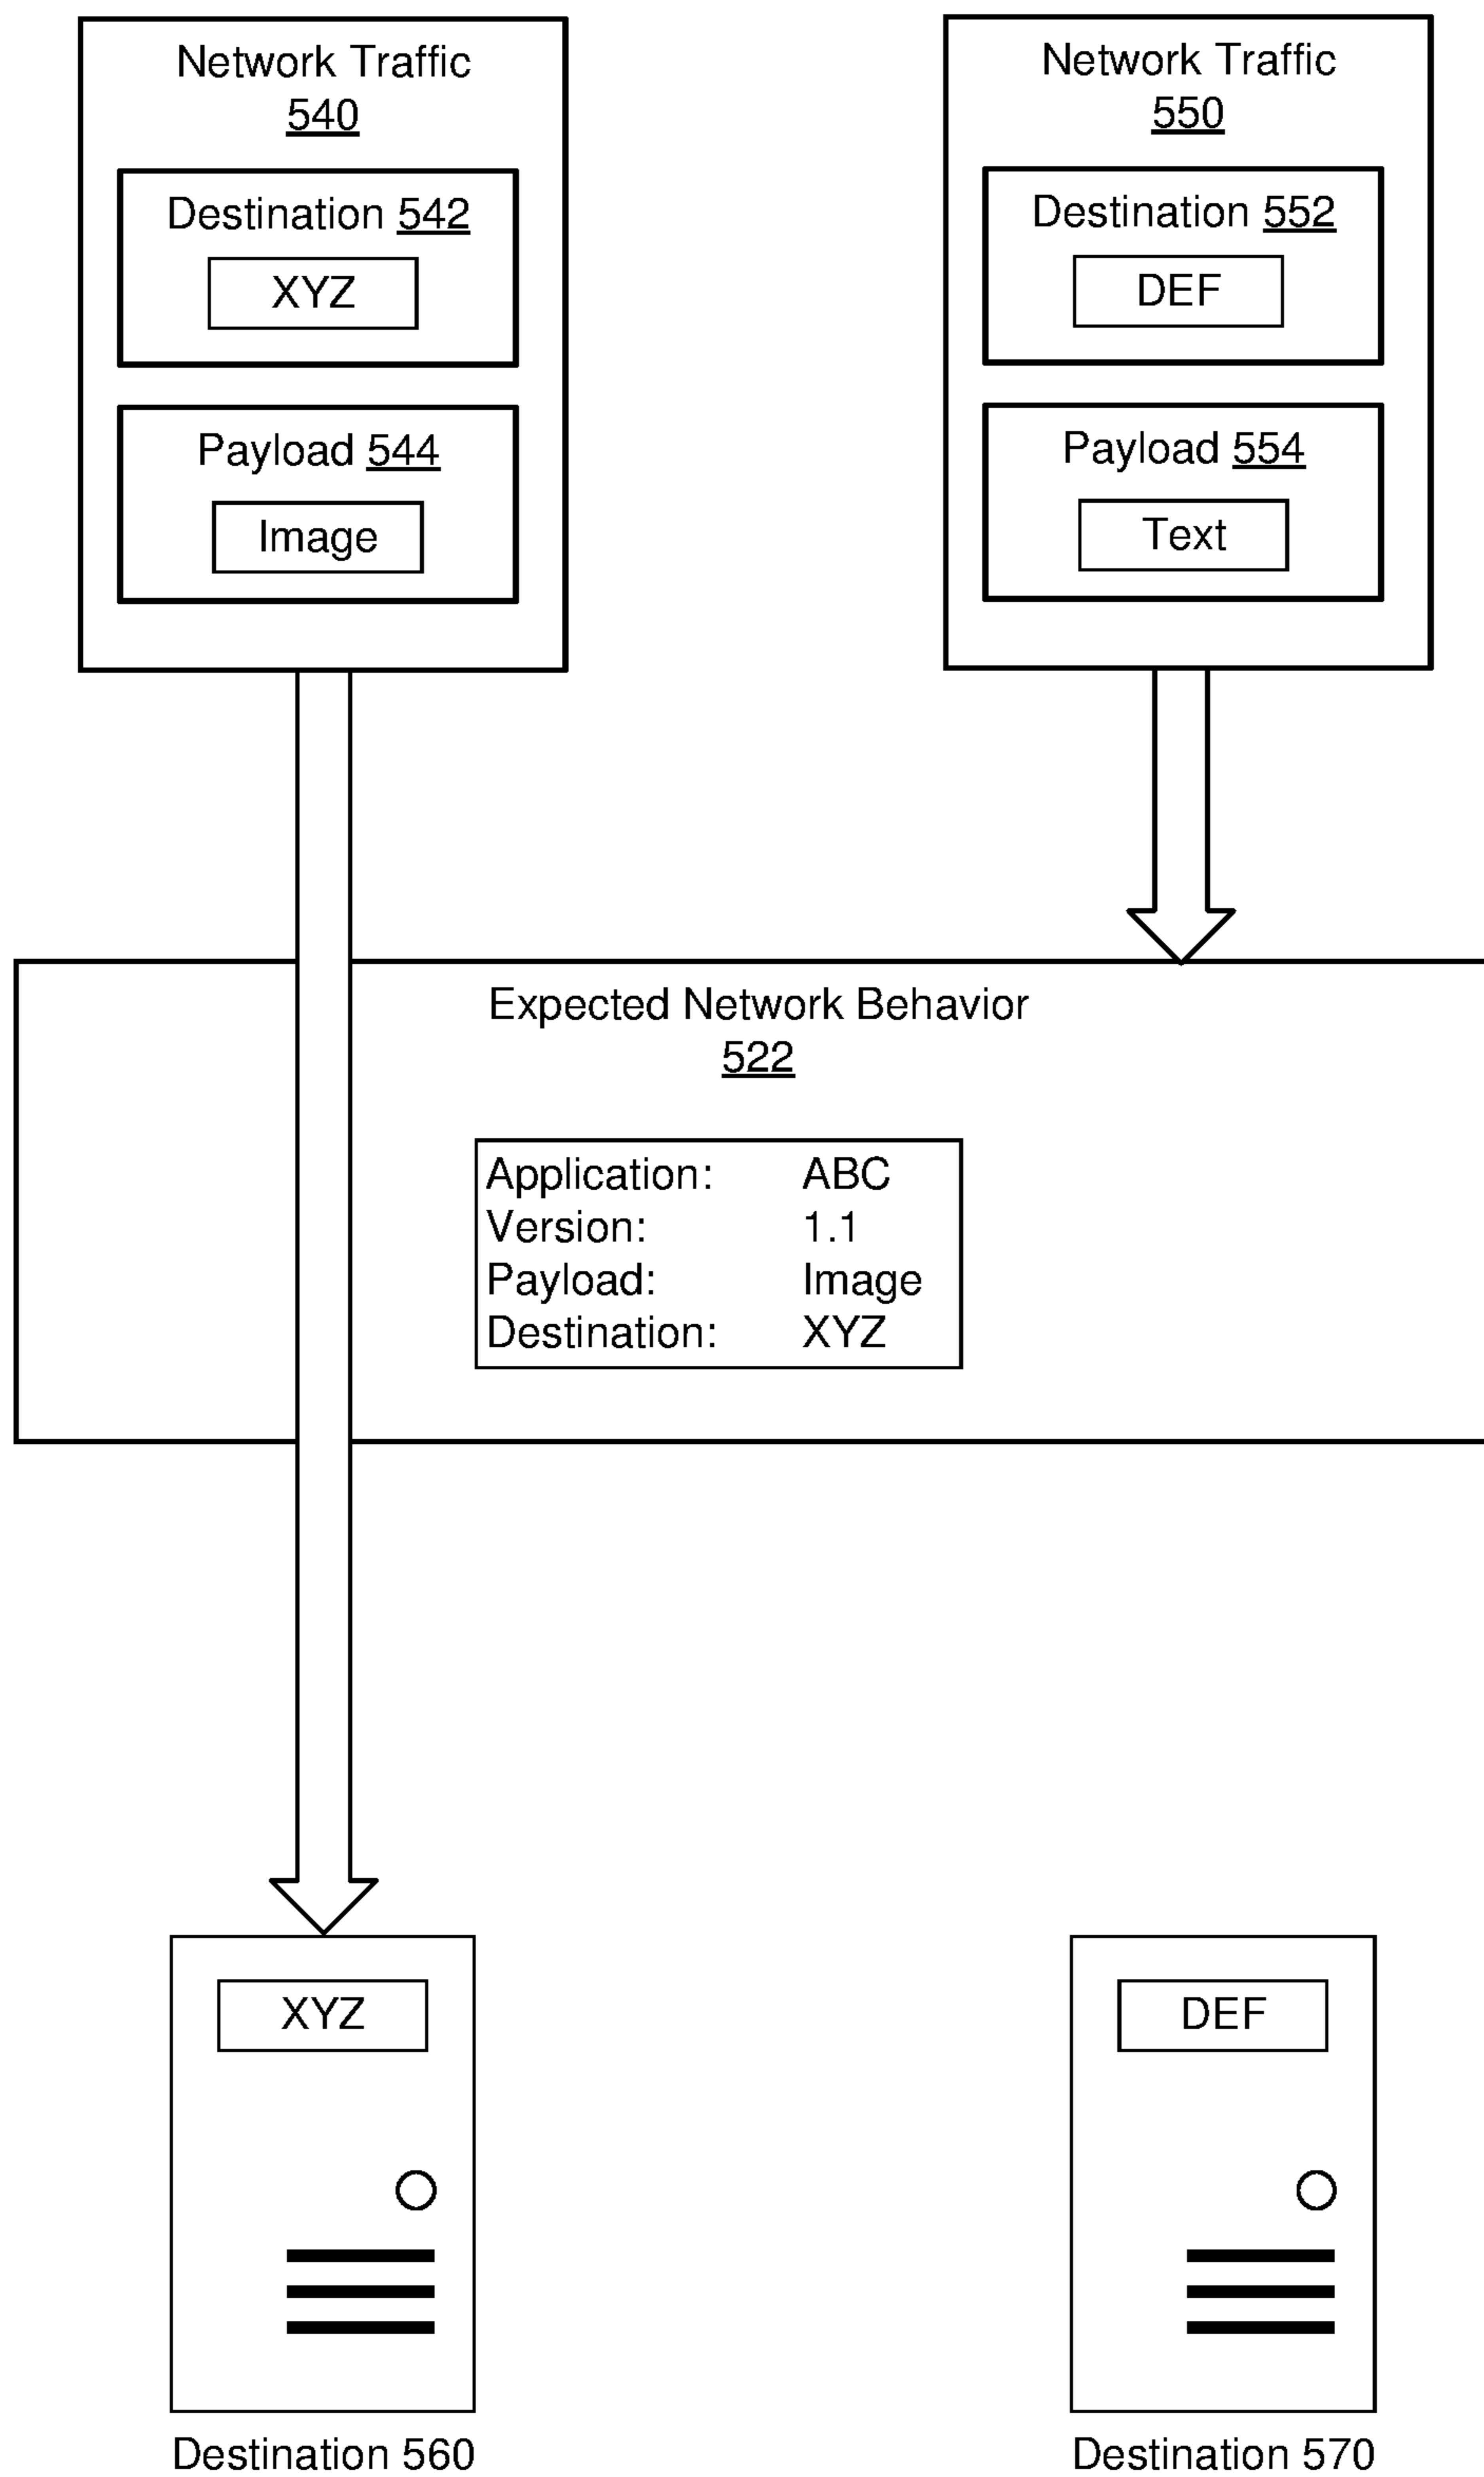 Network Traffic
540
Destination 542
XYZ
Payload 544
Image
Network Traffic
550
Destination 552
DEF
Payload 554
Text
Expected Network Behavior
522
Application: ABC
Version: 1.1
Payload: Image
Destination: XYZ
XYZ
Destination 560
DEF
Destination 570